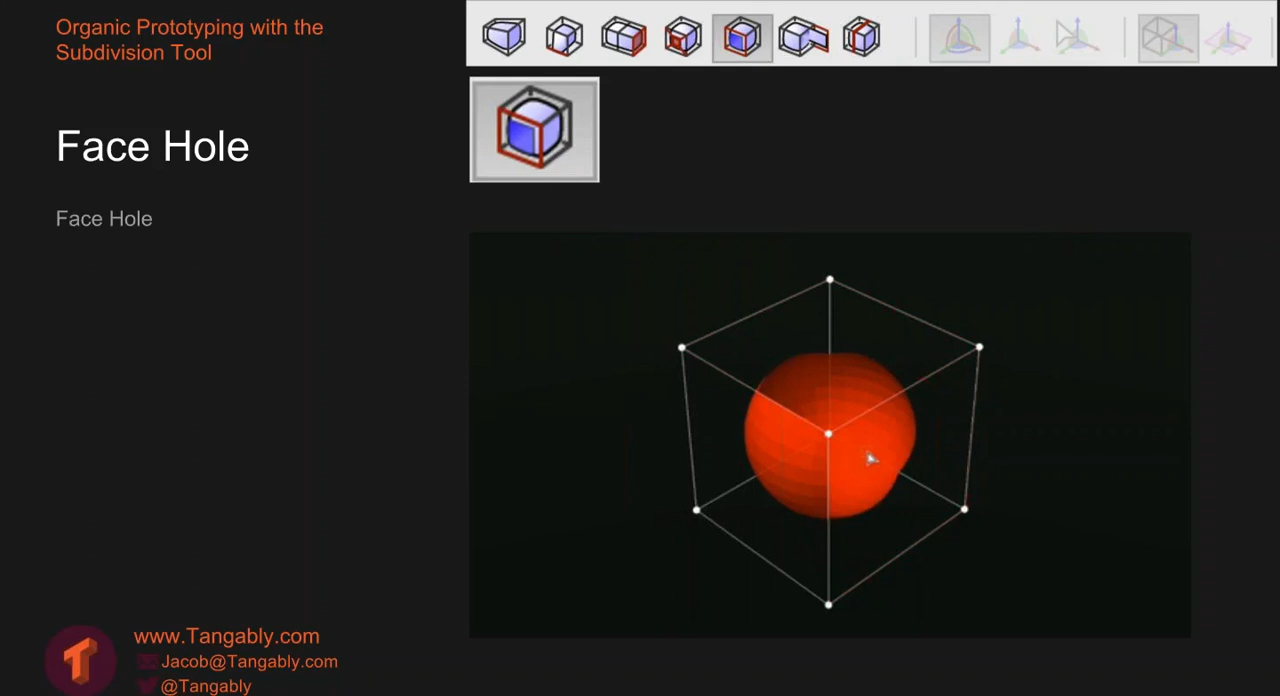 Organic Prototyping with the
Subdivision Tool
Face Hole
Face Hole
www.Tangably.com
Jacob@Tangably.com
@Tangably